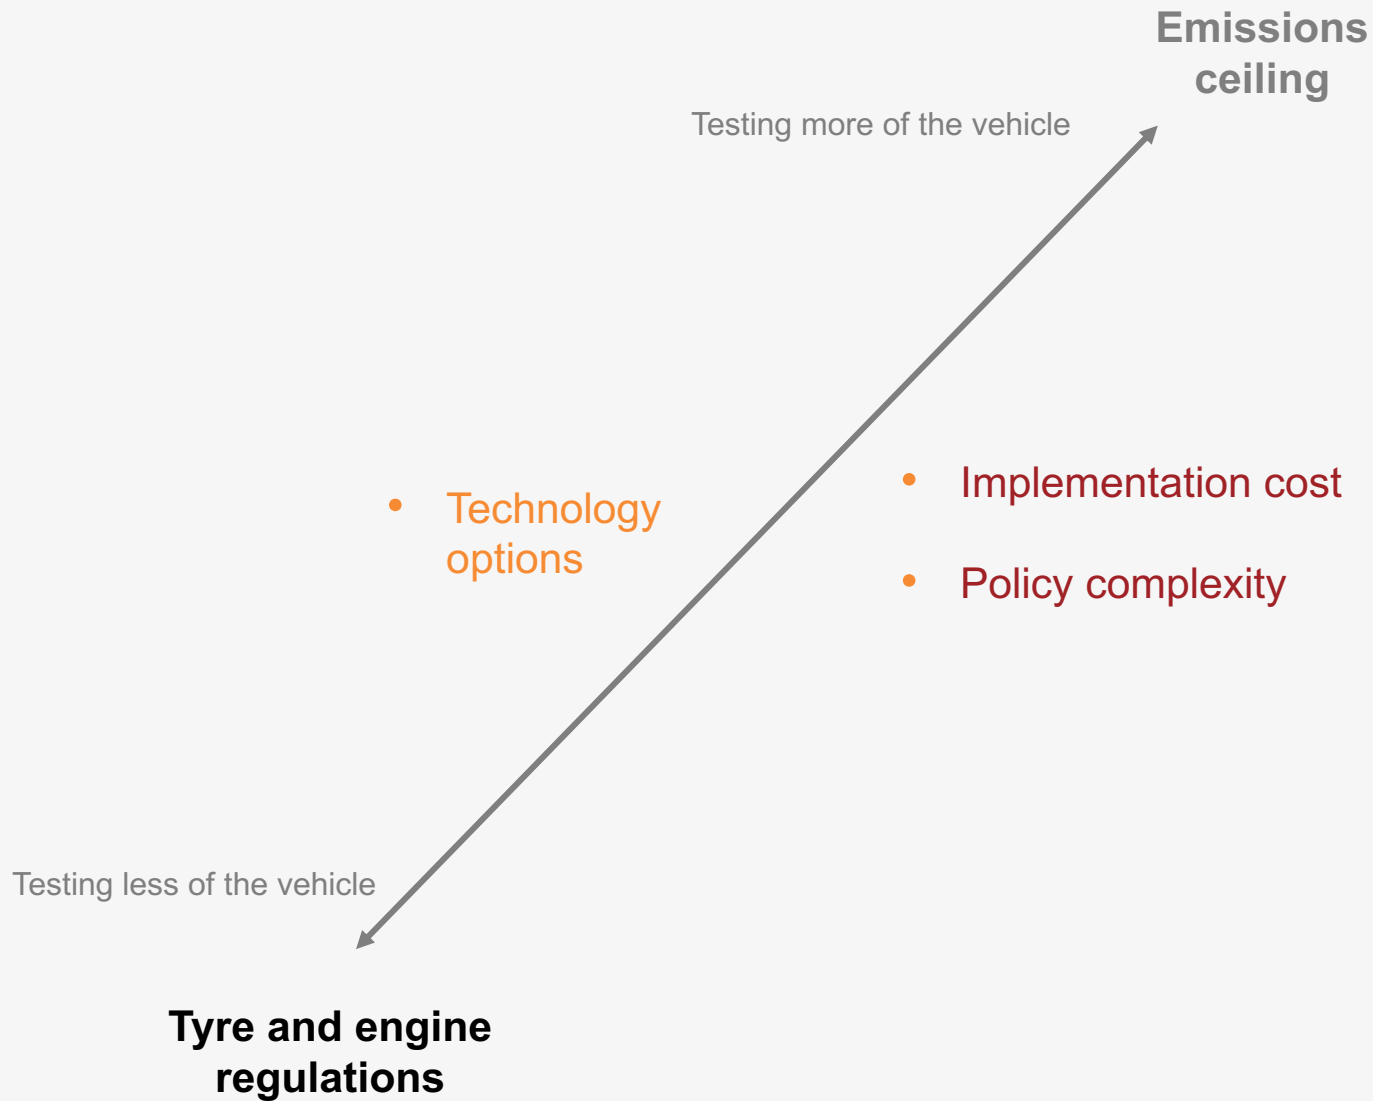 Emissions
ceiling
Testing more of the vehicle
• Implementation cost
• Technology
options
• Policy complexity
Testing less of the vehicle
Tyre and engine
regulations